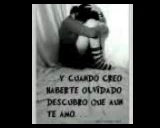 ...Y CUANDO CREO
HABERTE OLVIDADO
DESCUBRO QUE AUN
TE AMO...